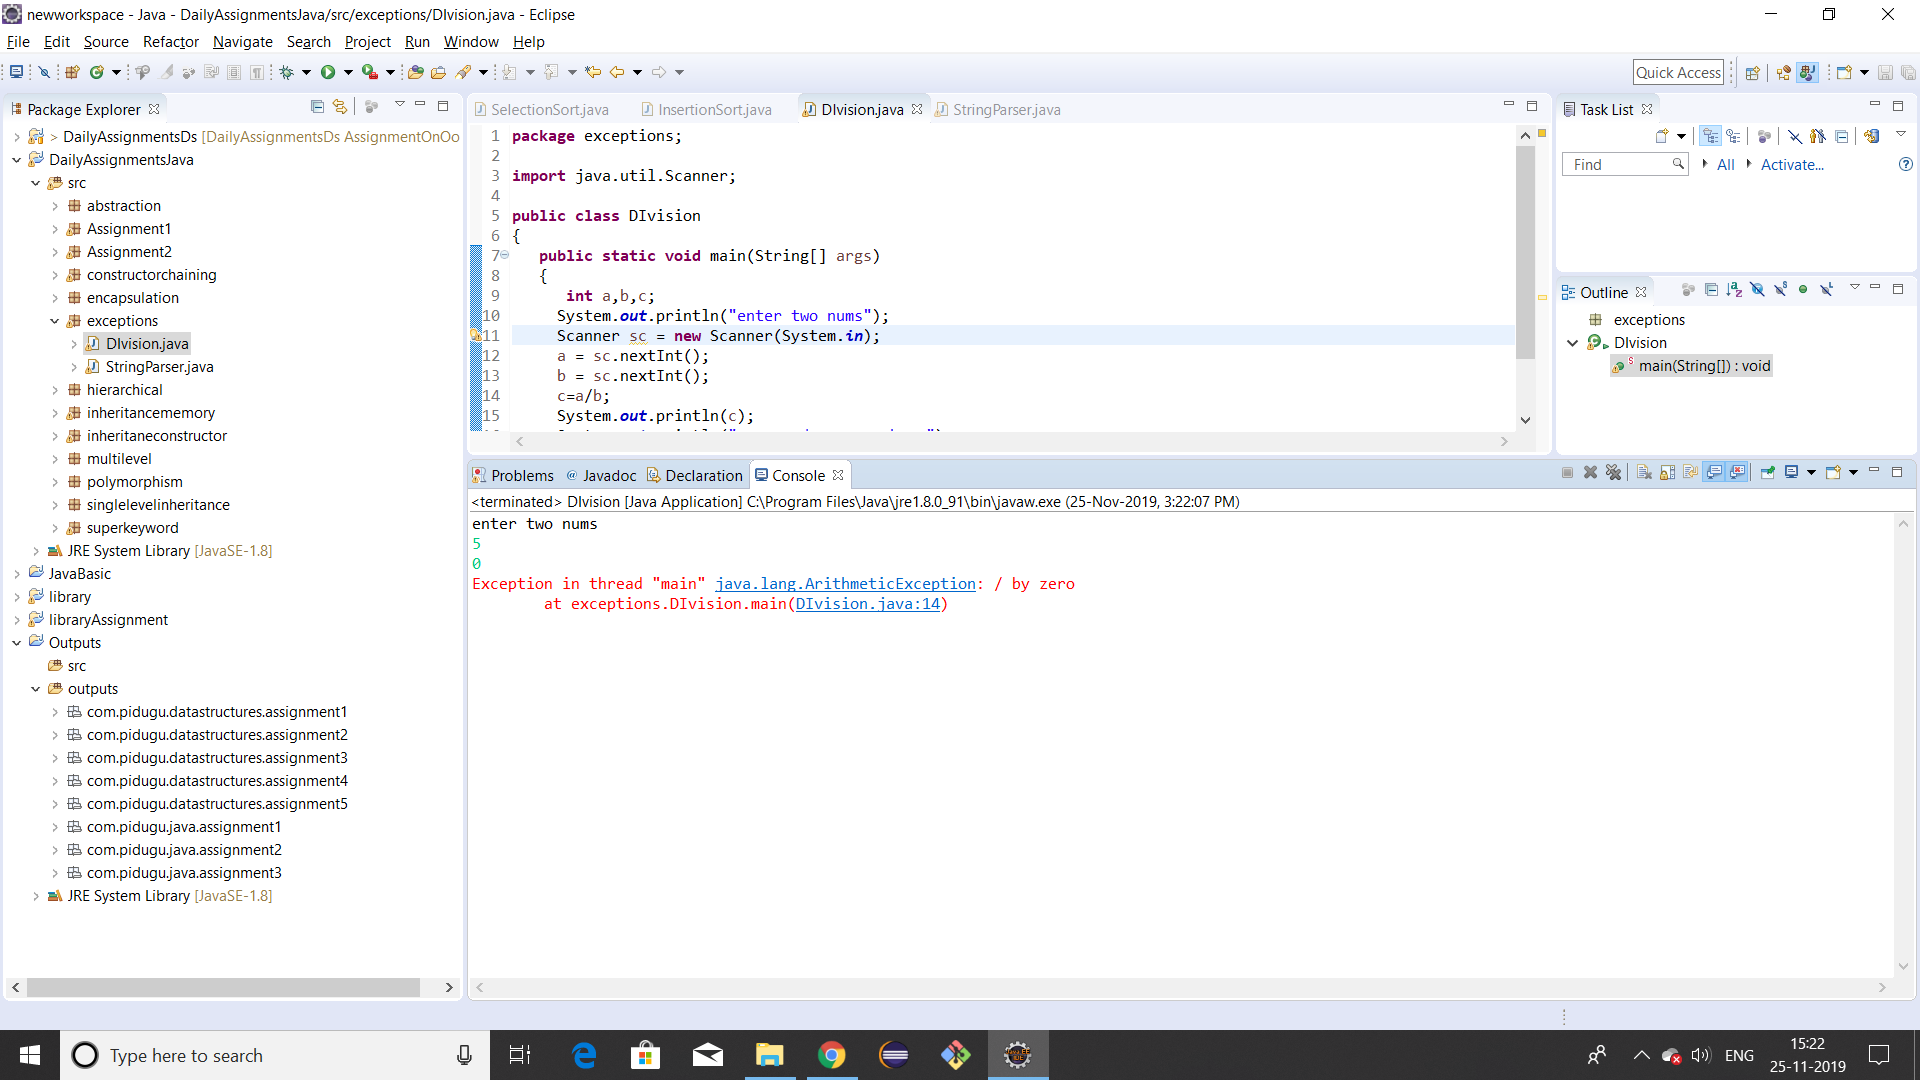 newworkspace - Java - DailyAssignmentsJava/src/exceptions/DIvision.java - Eclipse
File Edit Source Refactor Navigate Search Project Run Window Help
Quick Access
Package Explorer
> DailyAssignmentsDs [DailyAssignmentsDs AssignmentOnOo
DailyAssignmentsJava
src
abstraction
Assignment1
Assignment2
constructorchaining
encapsulation
exceptions
DIvision.java
StringParser.java
hierarchical
inheritancememory
inheritaneconstructor
multilevel
polymorphism
singlelevelinheritance
superkeyword
JRE System Library [JavaSE-1.8]
JavaBasic
library
libraryAssignment
Outputs
src
outputs
com.pidugu.datastructures.assignment1
com.pidugu.datastructures.assignment2
com.pidugu.datastructures.assignment3
com.pidugu.datastructures.assignment4
com.pidugu.datastructures.assignment5
com.pidugu.java.assignment1
com.pidugu.java.assignment2
com.pidugu.java.assignment3
JRE System Library [JavaSE-1.8]
SelectionSort.java InsertionSort.java DIvision.java StringParser.java
1 package exceptions;
2
3 import java.util.Scanner;
4
5 public class DIvision
6 {
7 public static void main(String[] args)
8 {
9 int a,b,c;
10 System.out.println("enter two nums");
11 Scanner sc = new Scanner(System.in);
12 a = sc.nextInt();
13 b = sc.nextInt();
14 c=a/b;
15 System.out.println(c);
Problems Javadoc Declaration Console
<terminated> DIvision [Java Application] C:\Program Files\Java\jre1.8.0_91\bin\javaw.exe (25-Nov-2019, 3:22:07 PM)
enter two nums
5
0
Exception in thread "main" java.lang.ArithmeticException: / by zero
at exceptions.DIvision.main(DIvision.java:14)
Task List
Find All Activate...
Outline
exceptions
DIvision
main(String[]) : void
Type here to search
ENG
15:22
25-11-2019